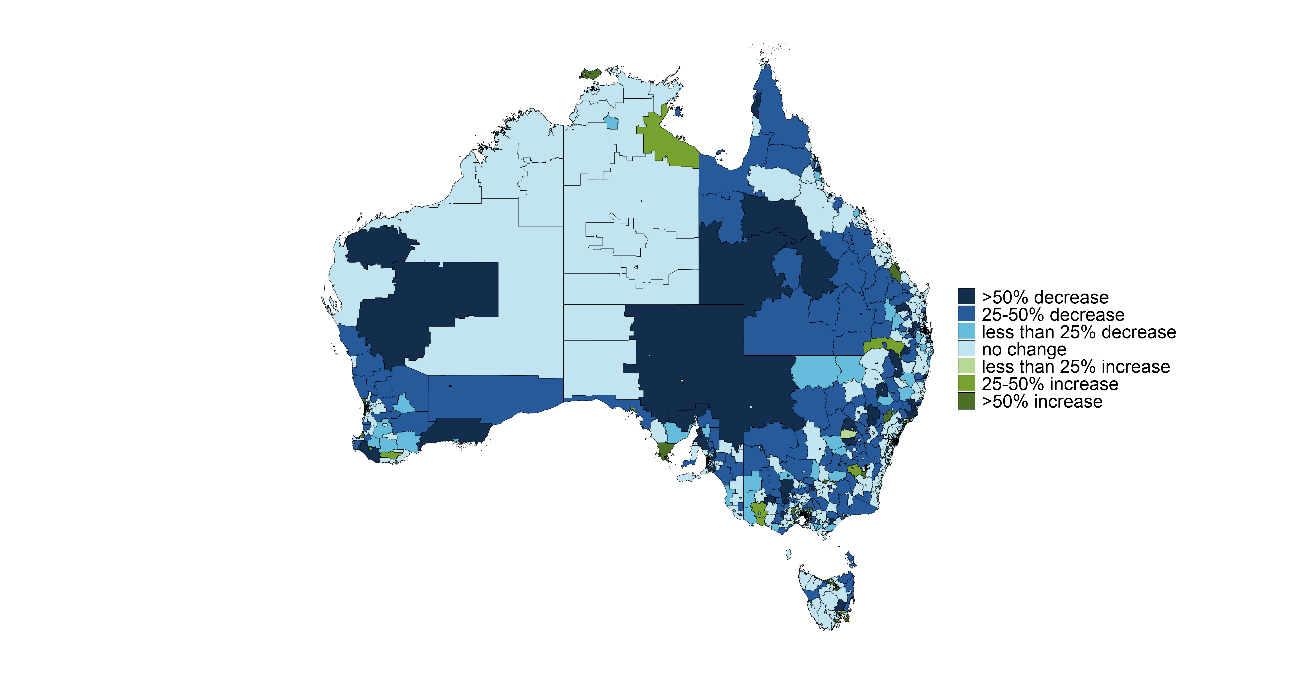 >50% decrease
25-50% decrease
less than 25% decrease
no change
less than 25% increase
25-50% increase
>50% increase